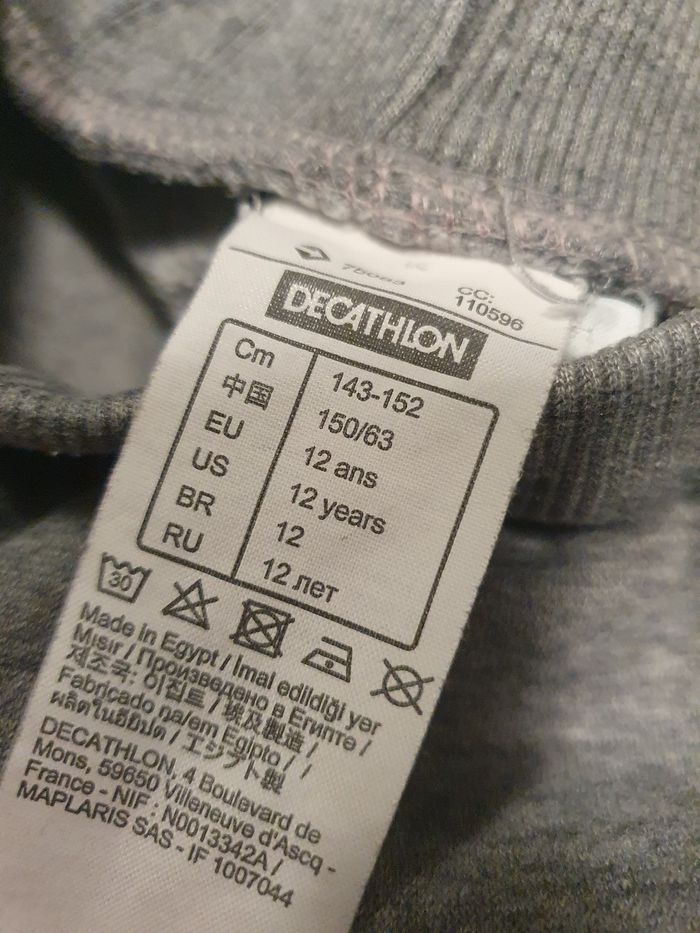 CC:
110596
DECATHLON
Cm 143-152
中国 150/63
EU 12 ans
US 12 years
BR 12
RU 12 лет
30
Made in Egypt / Imal edildiği yer
Mısır / Произведено в Египте /
제조국: 이집트 / 埃及製造 /
Fabricado na/em Egipto / /
ผลิตในอียิปต์ / エジプト製
DECATHLON, 4 Boulevard de
Mons, 59650 Villeneuve d'Ascq -
France - NIF : N0013342A /
MAPLARIS SAS - IF 1007044